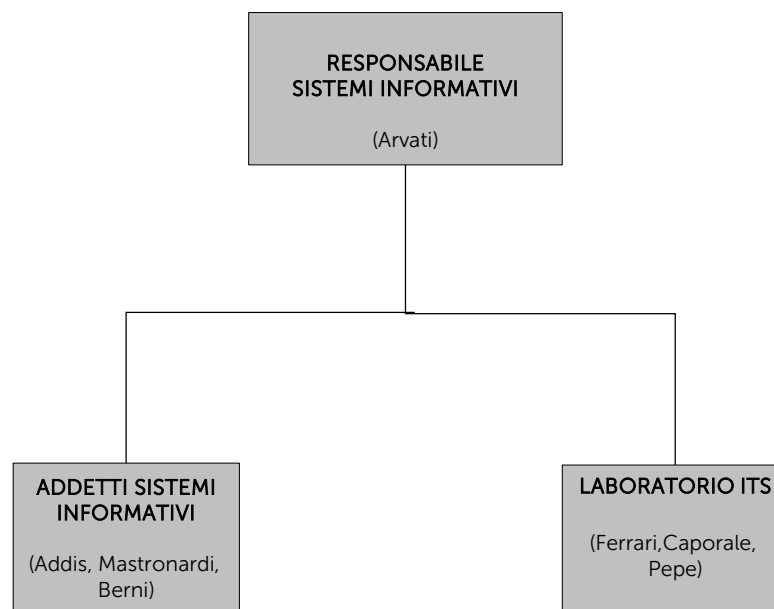 RESPONSABILE
SISTEMI INFORMATIVI
(Arvati)
ADDETTI SISTEMI
INFORMATIVI
(Addis, Mastronardi,
Berni)
LABORATORIO ITS
(Ferrari,Caporale,
Pepe)